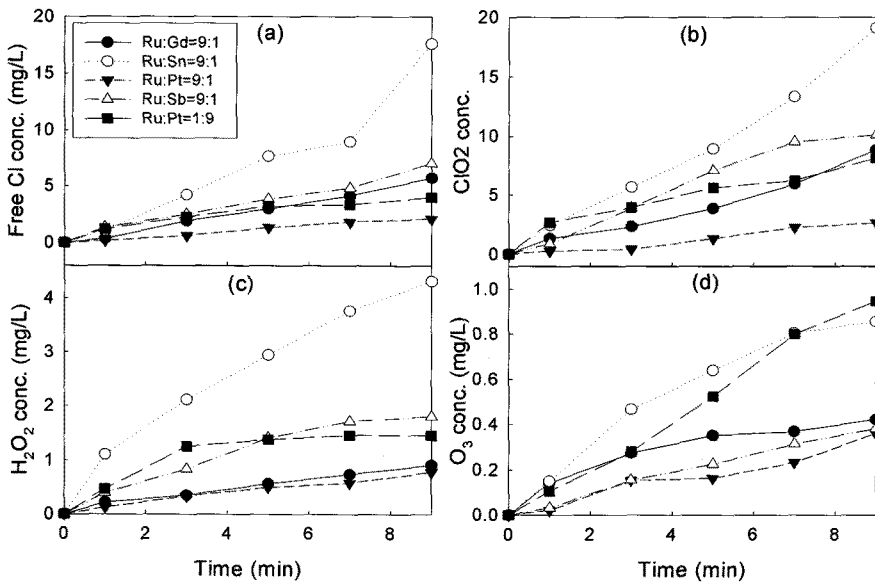 (a)
Ru:Gd=9:1
Ru:Sn=9:1
Ru:Pt=9:1
Ru:Sb=9:1
Ru:Pt=1:9
Free Cl conc. (mg/L)
20
15
10
5
0
(b)
ClO2 conc.
20
15
10
5
0
(c)
H₂O₂ conc. (mg/L)
4
3
2
1
0
0 2 4 6 8
Time (min)
(d)
O₃ conc. (mg/L)
1.0
0.8
0.6
0.4
0.2
0.0
0 2 4 6 8
Time (min)